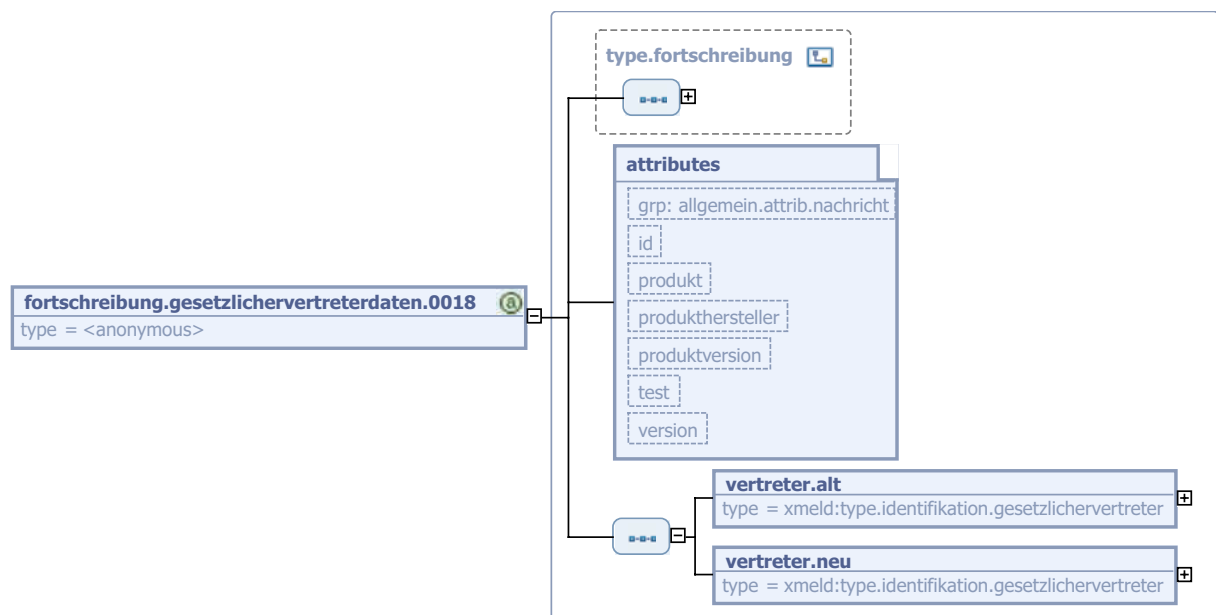 type.fortschreibung
attributes
grp: allgemein.attrib.nachricht
id
produkt
produkthersteller
produktversion
test
version
fortschreibung.gesetzlichervertreterdaten.0018
type = <anonymous>
vertreter.alt
type = xmeld:type.identifikation.gesetzlichervertreter
vertreter.neu
type = xmeld:type.identifikation.gesetzlichervertreter